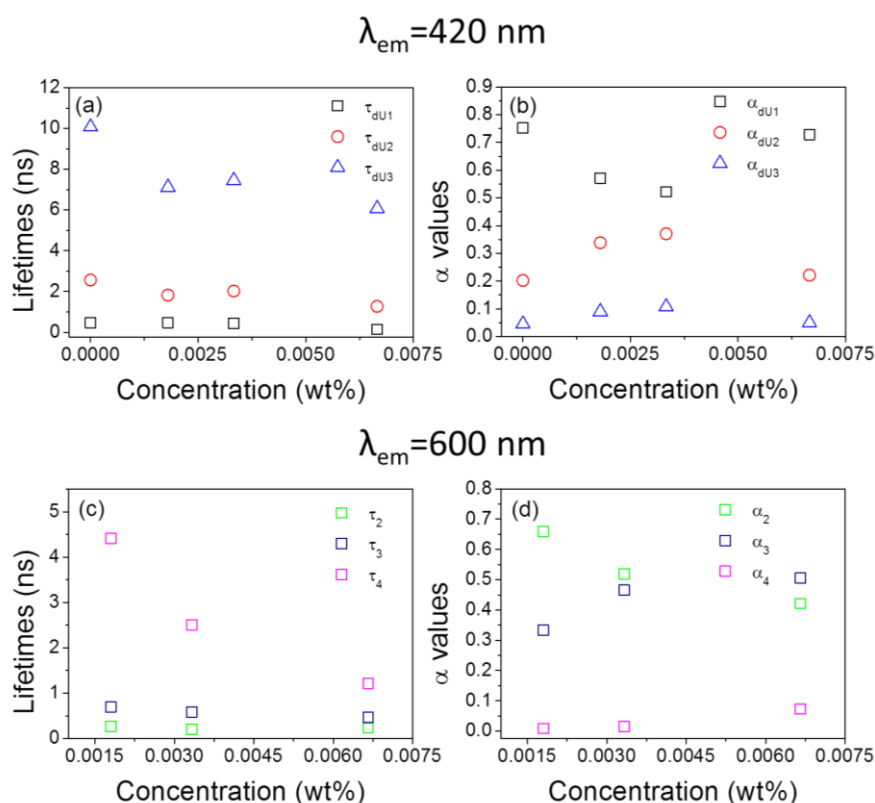 λem=420 nm
(a)
τdU1
τdU2
τdU3
12
10
8
6
4
2
0
Lifetimes (ns)
0.0000 0.0025 0.0050 0.0075
Concentration (wt%)
(b)
αdU1
αdU2
αdU3
0.9
0.8
0.7
0.6
0.5
0.4
0.3
0.2
0.1
0.0
α values
0.0000 0.0025 0.0050 0.0075
Concentration (wt%)
λem=600 nm
(c)
τ2
τ3
τ4
5
4
3
2
1
0
Lifetimes (ns)
0.0015 0.0030 0.0045 0.0060 0.0075
Concentration (wt%)
(d)
α2
α3
α4
0.8
0.7
0.6
0.5
0.4
0.3
0.2
0.1
0.0
α values
0.0015 0.0030 0.0045 0.0060 0.0075
Concentration (wt%)